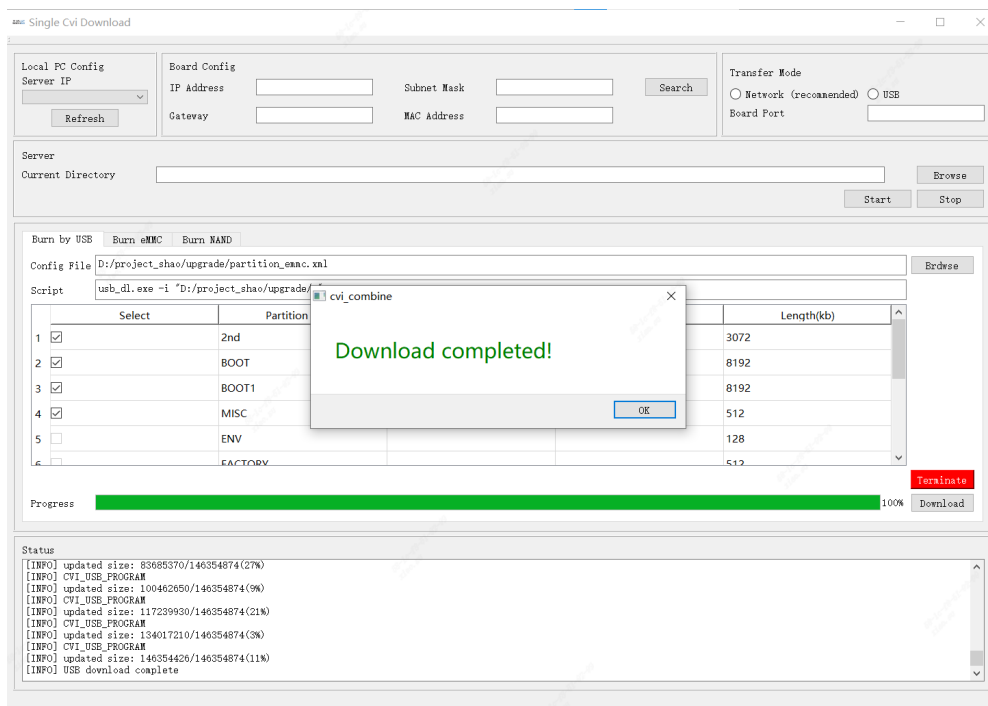 Single Cvi Download
Local PC Config
Server IP
Refresh
Board Config
IP Address
Subnet Mask
Search
Gateway
MAC Address
Transfer Mode
Network (recommended)
USB
Board Port
Server
Current Directory
Browse
Start
Stop
Burn by USB
Burn eMMC
Burn NAND
Config File
D:/project_shao/upgrade/partition_emmc.xml
Brdwse
Script
usb_dl.exe -i "D:/project_shao/upgrade/
Select
Partition
Length(kb)
1 2nd 3072
2 BOOT 8192
3 BOOT1 8192
4 MISC 512
5 ENV 128
6 FACTORY 512
cvi_combine
Download completed!
OK
Terminate
Progress
100%
Download
Status
[INFO] updated size: 83685370/146354874(27%)
[INFO] CVI_USB_PROGRAM
[INFO] updated size: 100462650/146354874(9%)
[INFO] CVI_USB_PROGRAM
[INFO] updated size: 117239930/146354874(21%)
[INFO] CVI_USB_PROGRAM
[INFO] updated size: 134017210/146354874(3%)
[INFO] CVI_USB_PROGRAM
[INFO] updated size: 146354426/146354874(11%)
[INFO] USB download complete